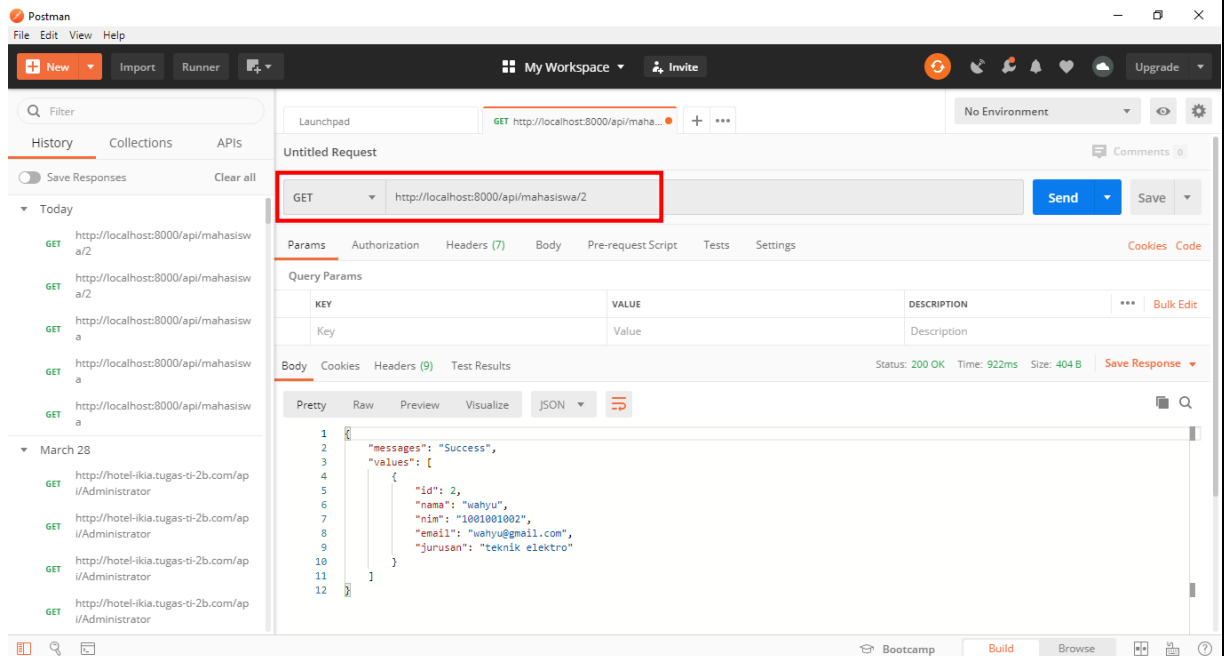 Postman
File Edit View Help
New Import Runner My Workspace Invite Upgrade
Filter
History Collections APIs
Save Responses Clear all
Today
GET http://localhost:8000/api/mahasisw
a/2
GET http://localhost:8000/api/mahasisw
a/2
GET http://localhost:8000/api/mahasisw
a
GET http://localhost:8000/api/mahasisw
a
GET http://localhost:8000/api/mahasisw
a
March 28
GET http://hotel-ikia.tugas-ti-2b.com/ap
i/Administrator
GET http://hotel-ikia.tugas-ti-2b.com/ap
i/Administrator
GET http://hotel-ikia.tugas-ti-2b.com/ap
i/Administrator
GET http://hotel-ikia.tugas-ti-2b.com/ap
i/Administrator
Launchpad GET http://localhost:8000/api/maha... + ••• No Environment
Untitled Request Comments 0
GET http://localhost:8000/api/mahasiswa/2 Send Save
Params Authorization Headers (7) Body Pre-request Script Tests Settings Cookies Code
Query Params
KEY VALUE DESCRIPTION ••• Bulk Edit
Key Value Description
Body Cookies Headers (9) Test Results Status: 200 OK Time: 922ms Size: 404 B Save Response
Pretty Raw Preview Visualize JSON
1 {
2 "messages": "Success",
3 "values": [
4 {
5 "id": 2,
6 "nama": "wahyu",
7 "nim": "1001001002",
8 "email": "wahyu@gmail.com",
9 "jurusan": "teknik elektro"
10 }
11 ]
12 }
Bootcamp Build Browse